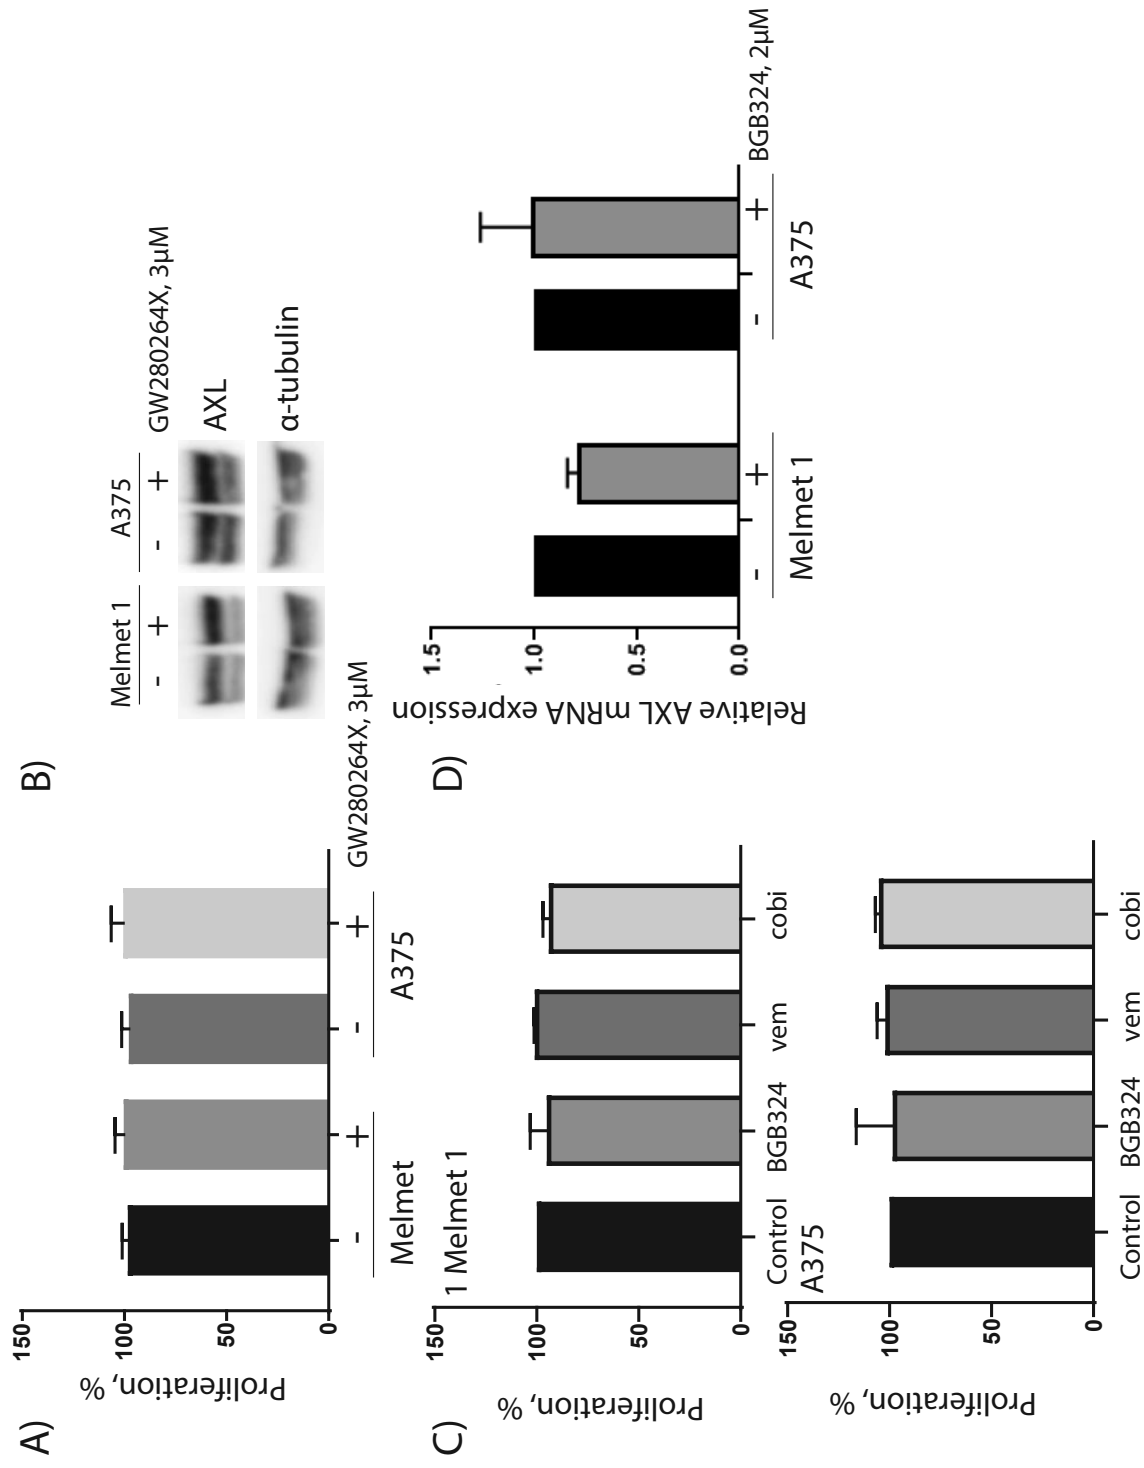 A)
Proliferation, %
150
100
50
0
- + - +
GW280264X, 3µM
Melmet A375
1 Melmet 1
B)
Melmet 1 A375
- + - +
GW280264X, 3µM
AXL
α-tubulin
C)
Proliferation, %
150
100
50
0
Control BGB324 vem cobi
A375
Proliferation, %
150
100
50
0
Control BGB324 vem cobi
D)
Relative AXL mRNA expression
1.5
1.0
0.5
0.0
- + - +
BGB324, 2µM
Melmet 1 A375